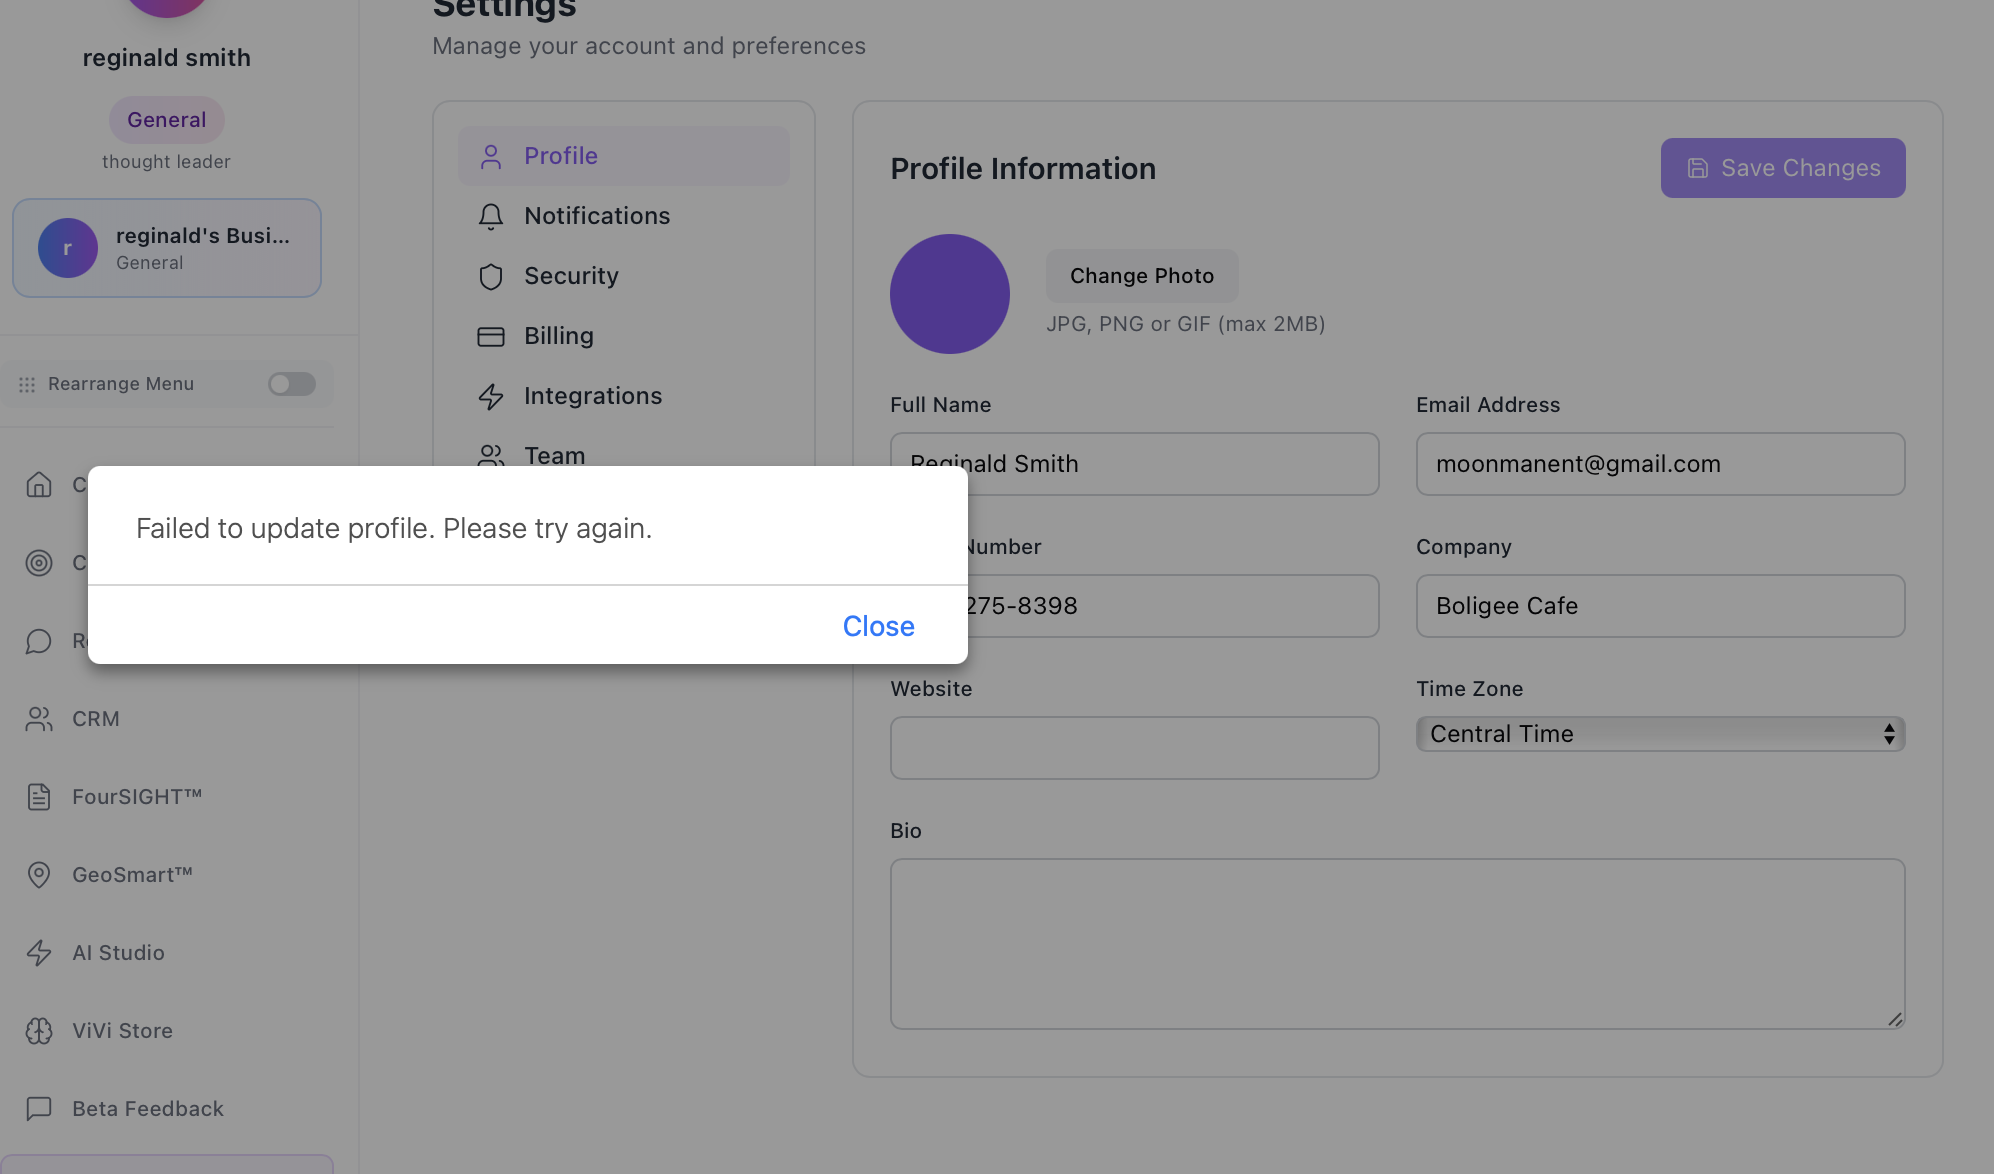 Settings
Manage your account and preferences
reginald smith
General
thought leader
r
reginald's Busi...
General
Rearrange Menu
C
C
R
CRM
FourSIGHT™
GeoSmart™
AI Studio
ViVi Store
Beta Feedback
Profile
Notifications
Security
Billing
Integrations
Team
Profile Information
Save Changes
Change Photo
JPG, PNG or GIF (max 2MB)
Full Name
Reginald Smith
Email Address
moonmanent@gmail.com
Number
275-8398
Company
Boligee Cafe
Website
Time Zone
Central Time
Bio
Failed to update profile. Please try again.
Close